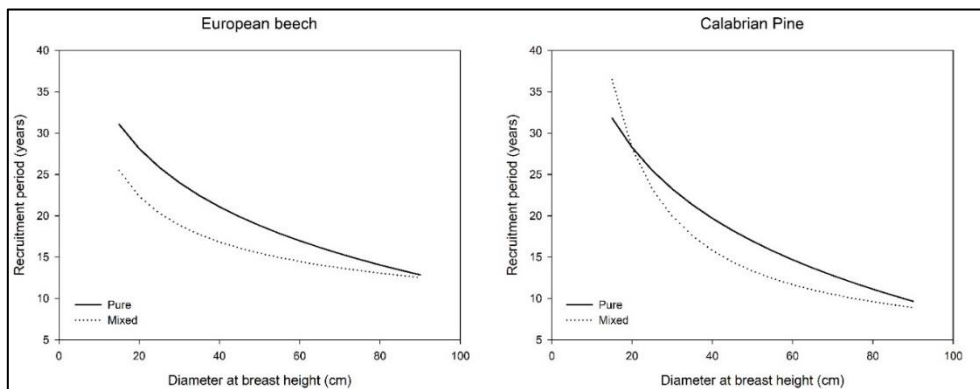 European beech
40
35
30
25
20
15
10
5
Recruitment period (years)
Pure
Mixed
0 20 40 60 80 100
Diameter at breast height (cm)
Calabrian Pine
40
35
30
25
20
15
10
5
Recruitment period (years)
Pure
Mixed
0 20 40 60 80 100
Diameter at breast height (cm)